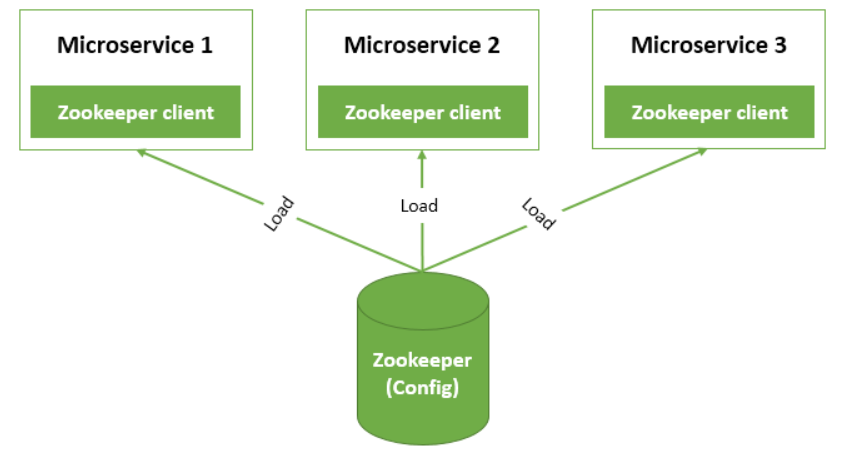 Microservice 1
Microservice 2
Microservice 3
Zookeeper client
Zookeeper client
Zookeeper client
Load
Load
Load
Zookeeper
(Config)